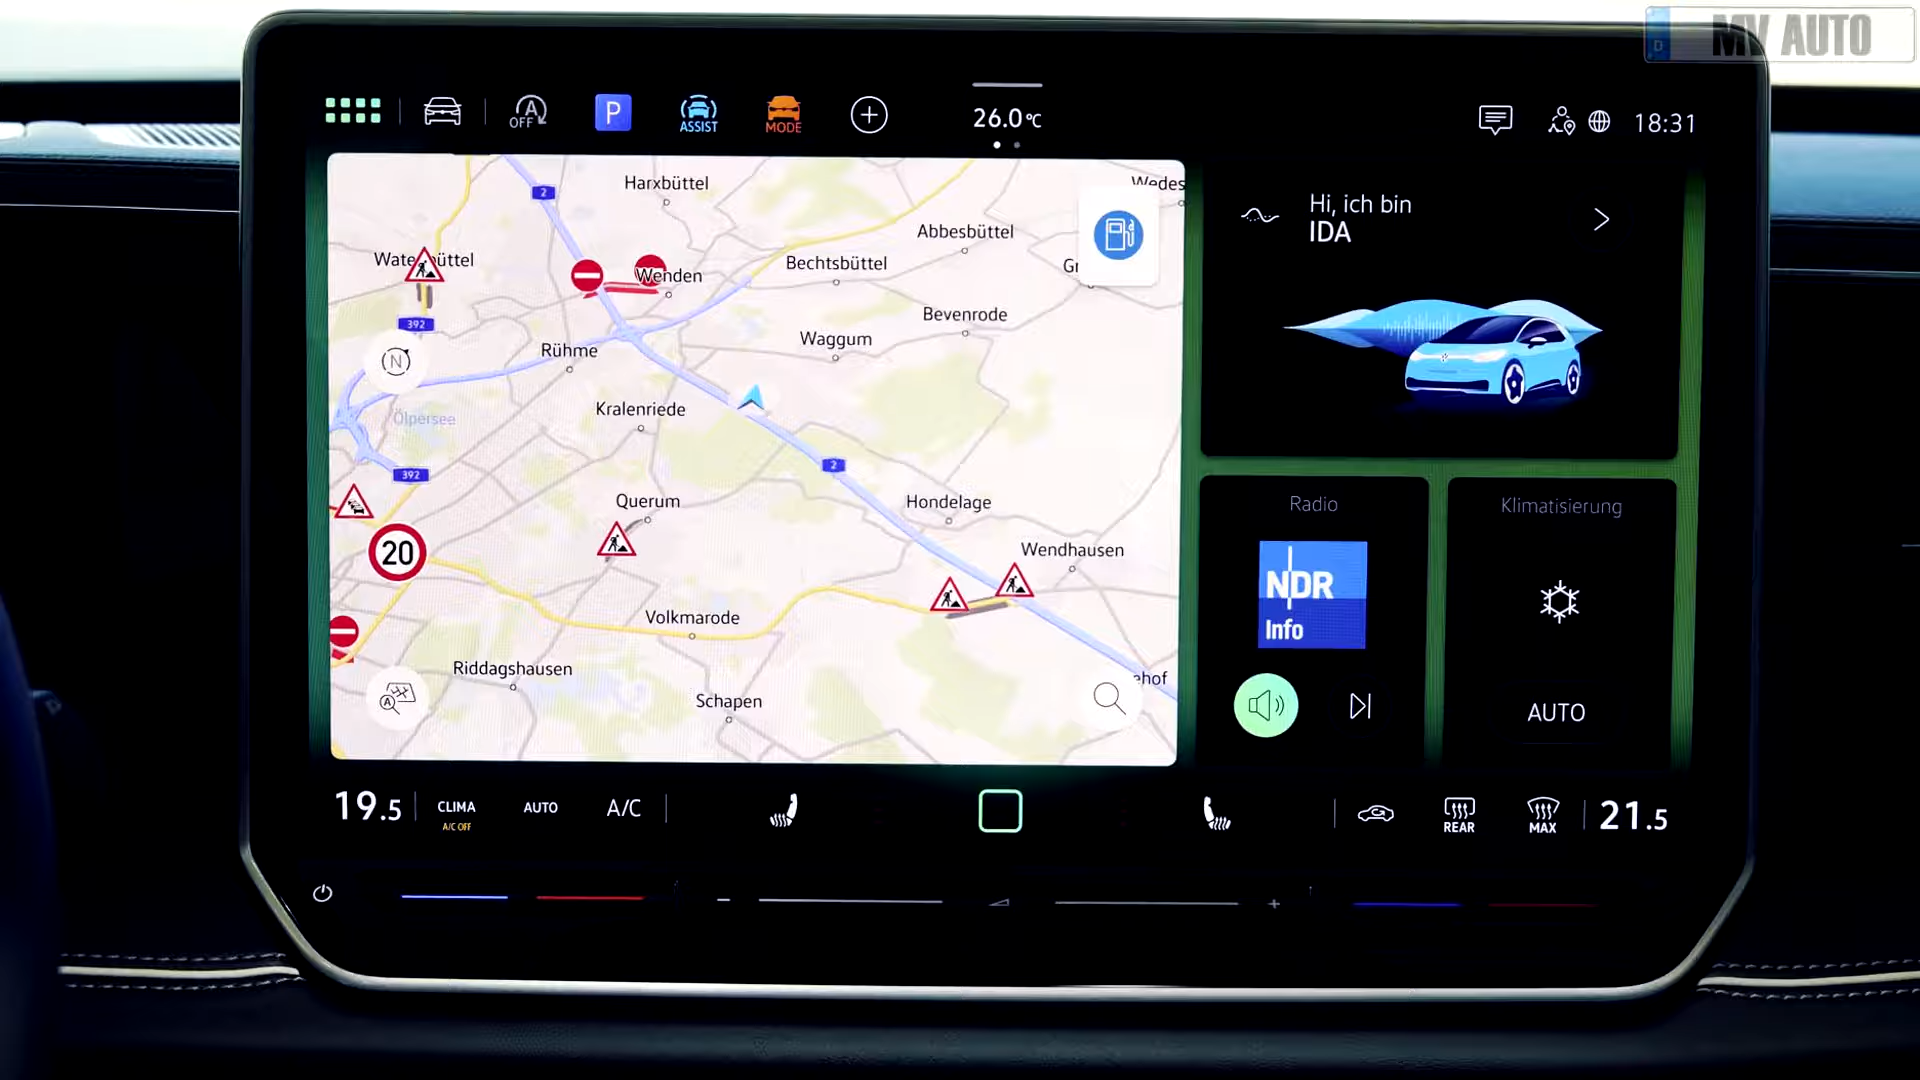 MV AUTO
D
A
OFF
P
ASSIST
MODE
26.0°C
18:31
2
Harxbüttel
Wedes
Abbesbüttel
Bechtsbüttel
Wenden
Bevenrode
392
Waggum
Rühme
N
Kralenriede
Ölpersee
2
392
Querum
Hondelage
20
Wendhausen
Volkmarode
Riddagshausen
ehof
A
Schapen
Hi, ich bin
IDA
Radio
NDR
Info
Klimatisierung
AUTO
19.5
CLIMA
A/C OFF
AUTO
A/C
REAR
MAX
21.5